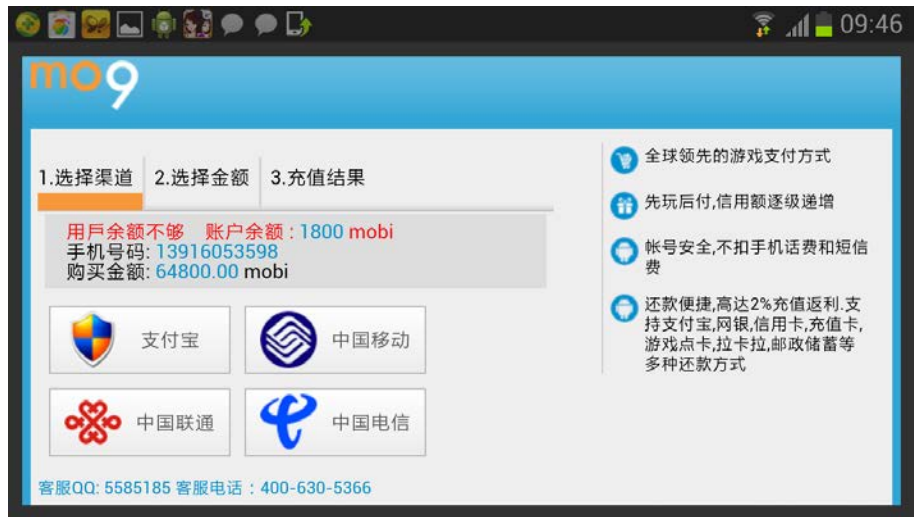 09:46
mo9
1.选择渠道 2.选择金额 3.充值结果
用戶余额不够 账户余额 : 1800 mobi
手机号码: 13916053598
购买金额: 64800.00 mobi
支付宝 中国移动
中国联通 中国电信
客服QQ: 5585185 客服电话 : 400-630-5366
全球领先的游戏支付方式
先玩后付,信用额逐级递增
帐号安全,不扣手机话费和短信
费
还款便捷,高达2%充值返利.支
持支付宝,网银,信用卡,充值卡,
游戏点卡,拉卡拉,邮政储蓄等
多种还款方式